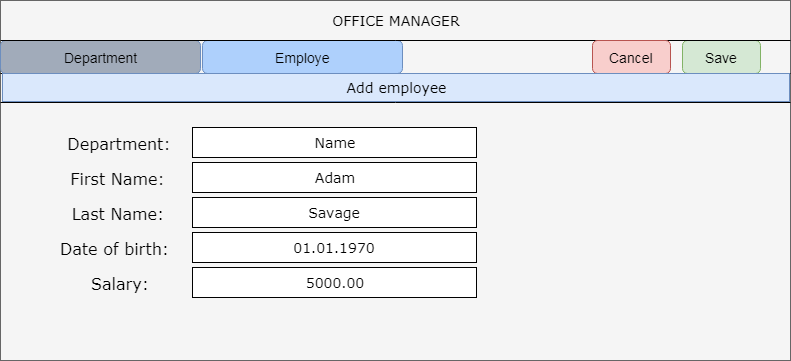 OFFICE MANAGER
Department Employe Cancel Save
Add employee
Department: Name
First Name: Adam
Last Name: Savage
Date of birth: 01.01.1970
Salary: 5000.00